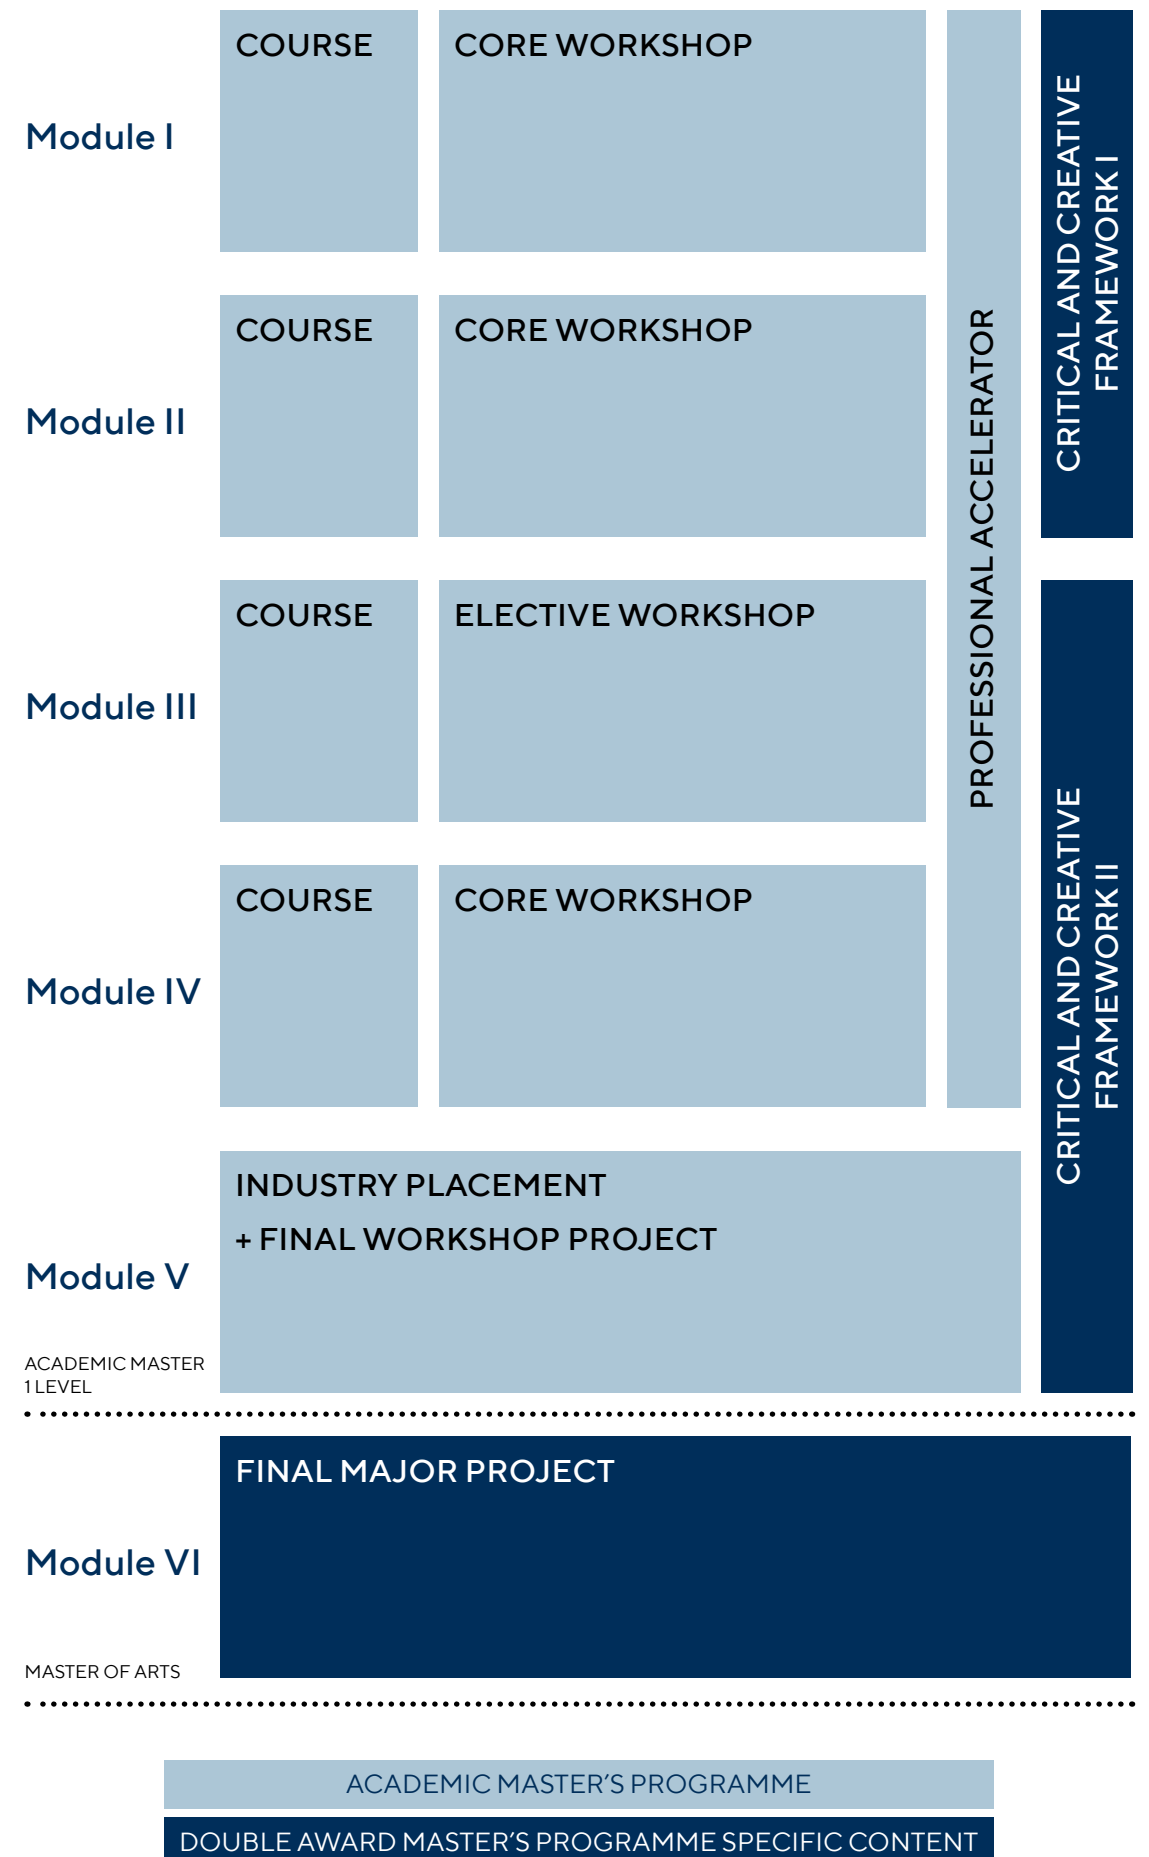 COURSE
CORE WORKSHOP
Module I
COURSE
CORE WORKSHOP
Module II
COURSE
ELECTIVE WORKSHOP
Module III
COURSE
CORE WORKSHOP
Module IV
PROFESSIONAL ACCELERATOR
CRITICAL AND CREATIVE
FRAMEWORK I
CRITICAL AND CREATIVE
FRAMEWORK II
INDUSTRY PLACEMENT
+ FINAL WORKSHOP PROJECT
Module V
ACADEMIC MASTER
1 LEVEL
FINAL MAJOR PROJECT
Module VI
MASTER OF ARTS
ACADEMIC MASTER’S PROGRAMME
DOUBLE AWARD MASTER’S PROGRAMME SPECIFIC CONTENT